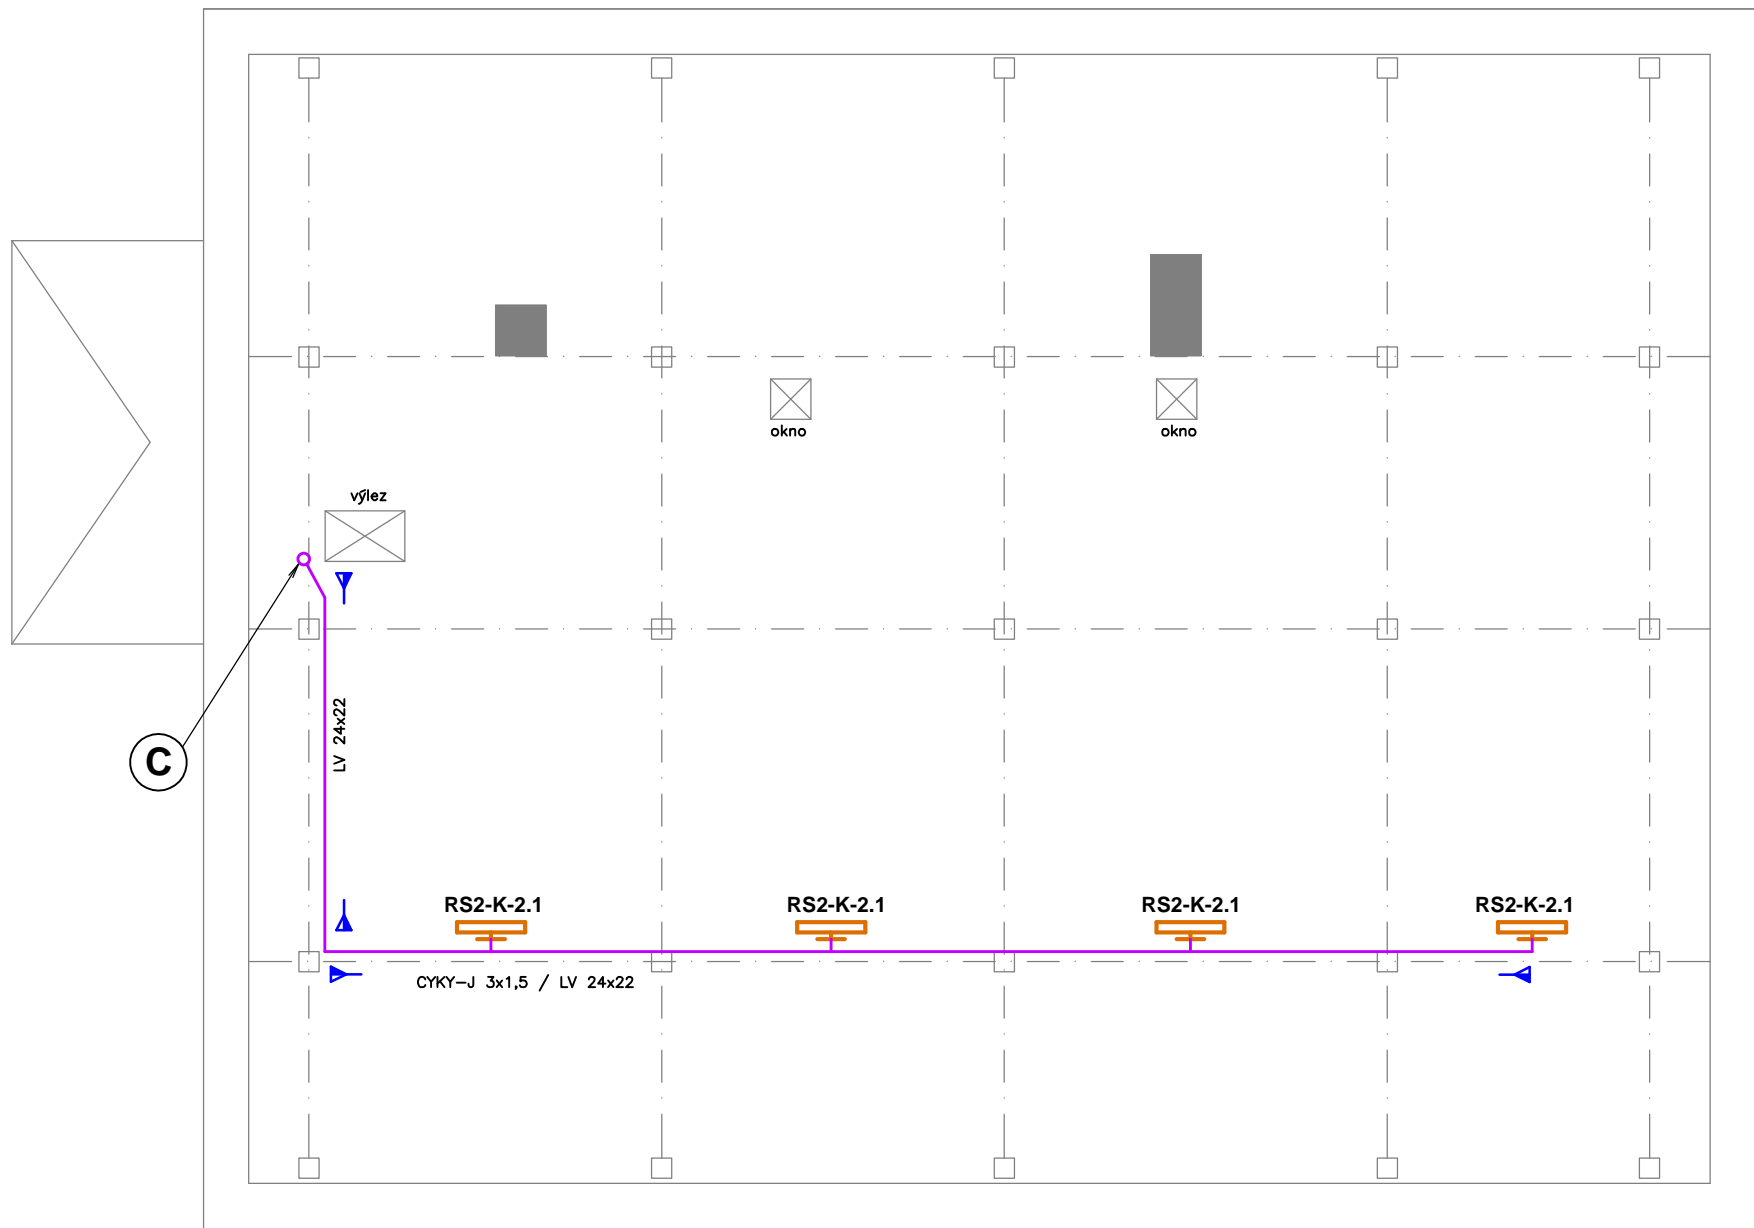 okno
okno
výlez
LV 24x22
C
RS2-K-2.1
RS2-K-2.1
RS2-K-2.1
RS2-K-2.1
CYKY-J 3x1,5 / LV 24x22